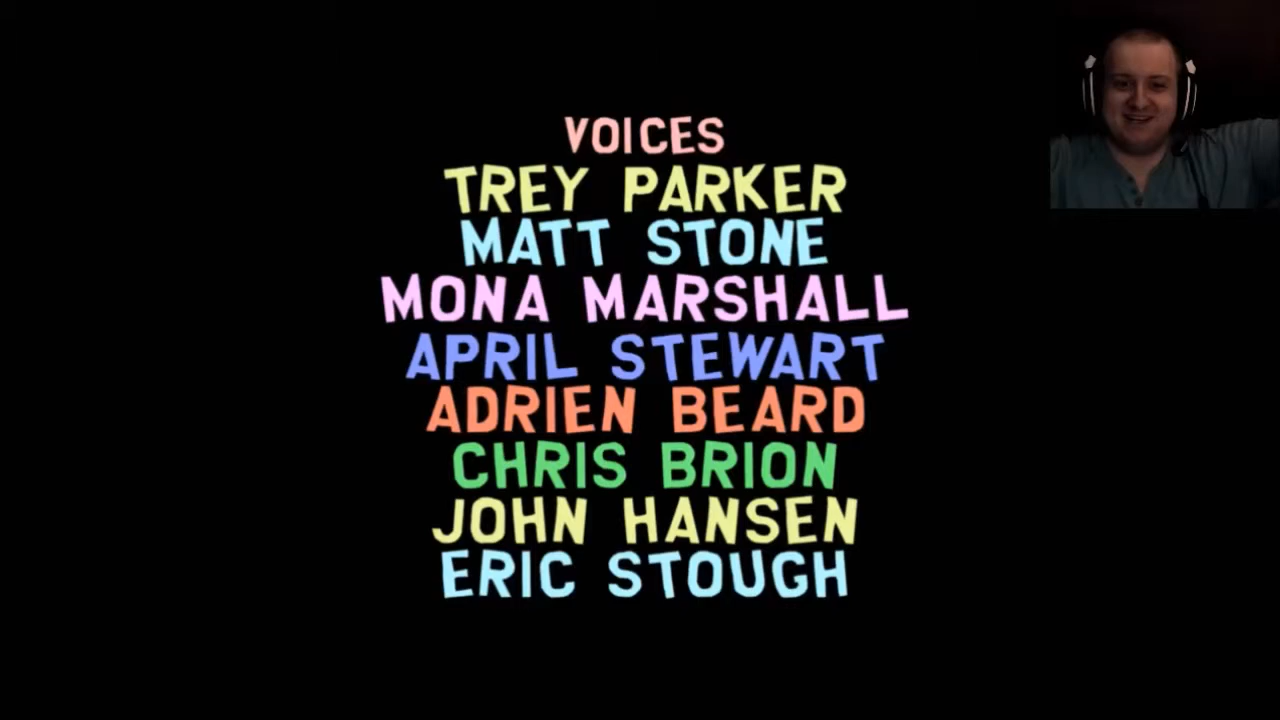 VOICES
TREY PARKER
MATT STONE
MONA MARSHALL
APRIL STEWART
ADRIEN BEARD
CHRIS BRION
JOHN HANSEN
ERIC STOUGH